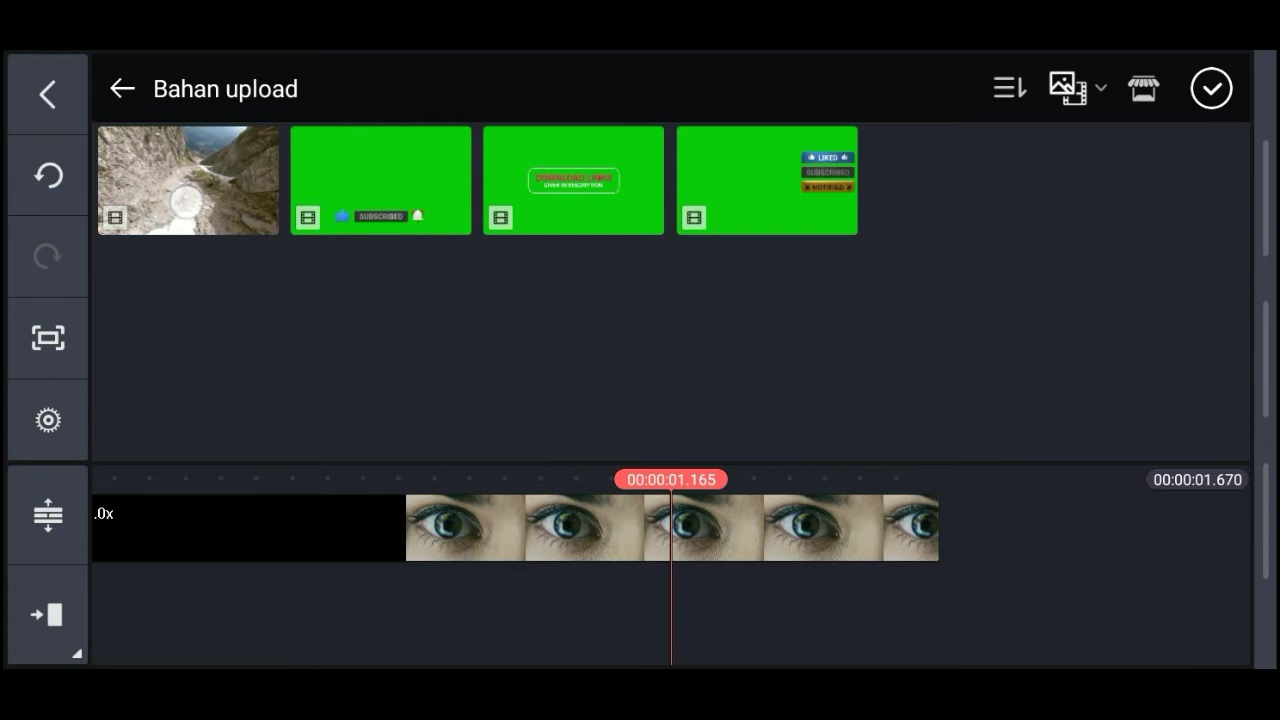 Bahan upload
SUBSCRIBED
DOWNLOAD LINKS
GIVEN IN DESCRIPTION
LIKED
SUBSCRIBED
NOTIFIED
00:00:01.165
00:00:01.670
.0x